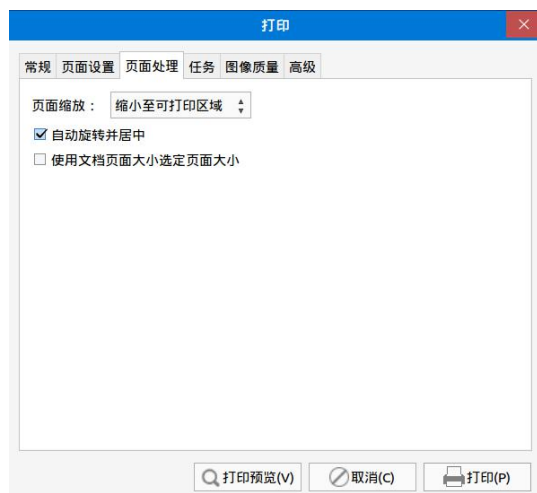 打印
常规 页面设置 页面处理 任务 图像质量 高级
页面缩放： 缩小至可打印区域
自动旋转并居中
使用文档页面大小选定页面大小
打印预览(V) 取消(C) 打印(P)